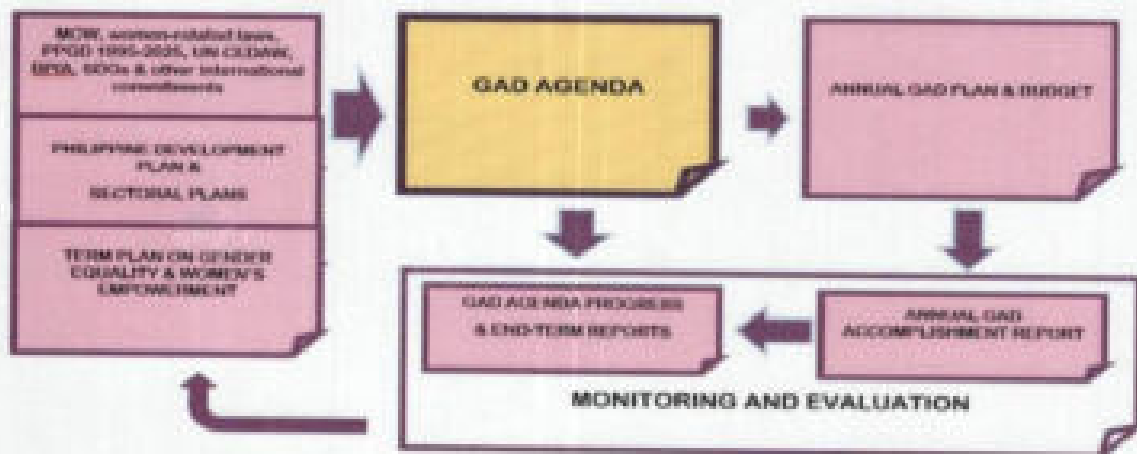 MCW, women-related laws,
PPGD 1995-2025, UN CEDAW,
BPfA, SDGs & other international
commitments
PHILIPPINE DEVELOPMENT
PLAN &
SECTORAL PLANS
TERM PLAN ON GENDER
EQUALITY & WOMEN'S
EMPOWERMENT
GAD AGENDA
ANNUAL GAD PLAN & BUDGET
GAD AGENDA PROGRESS
& END-TERM REPORTS
ANNUAL GAD
ACCOMPLISHMENT REPORT
MONITORING AND EVALUATION